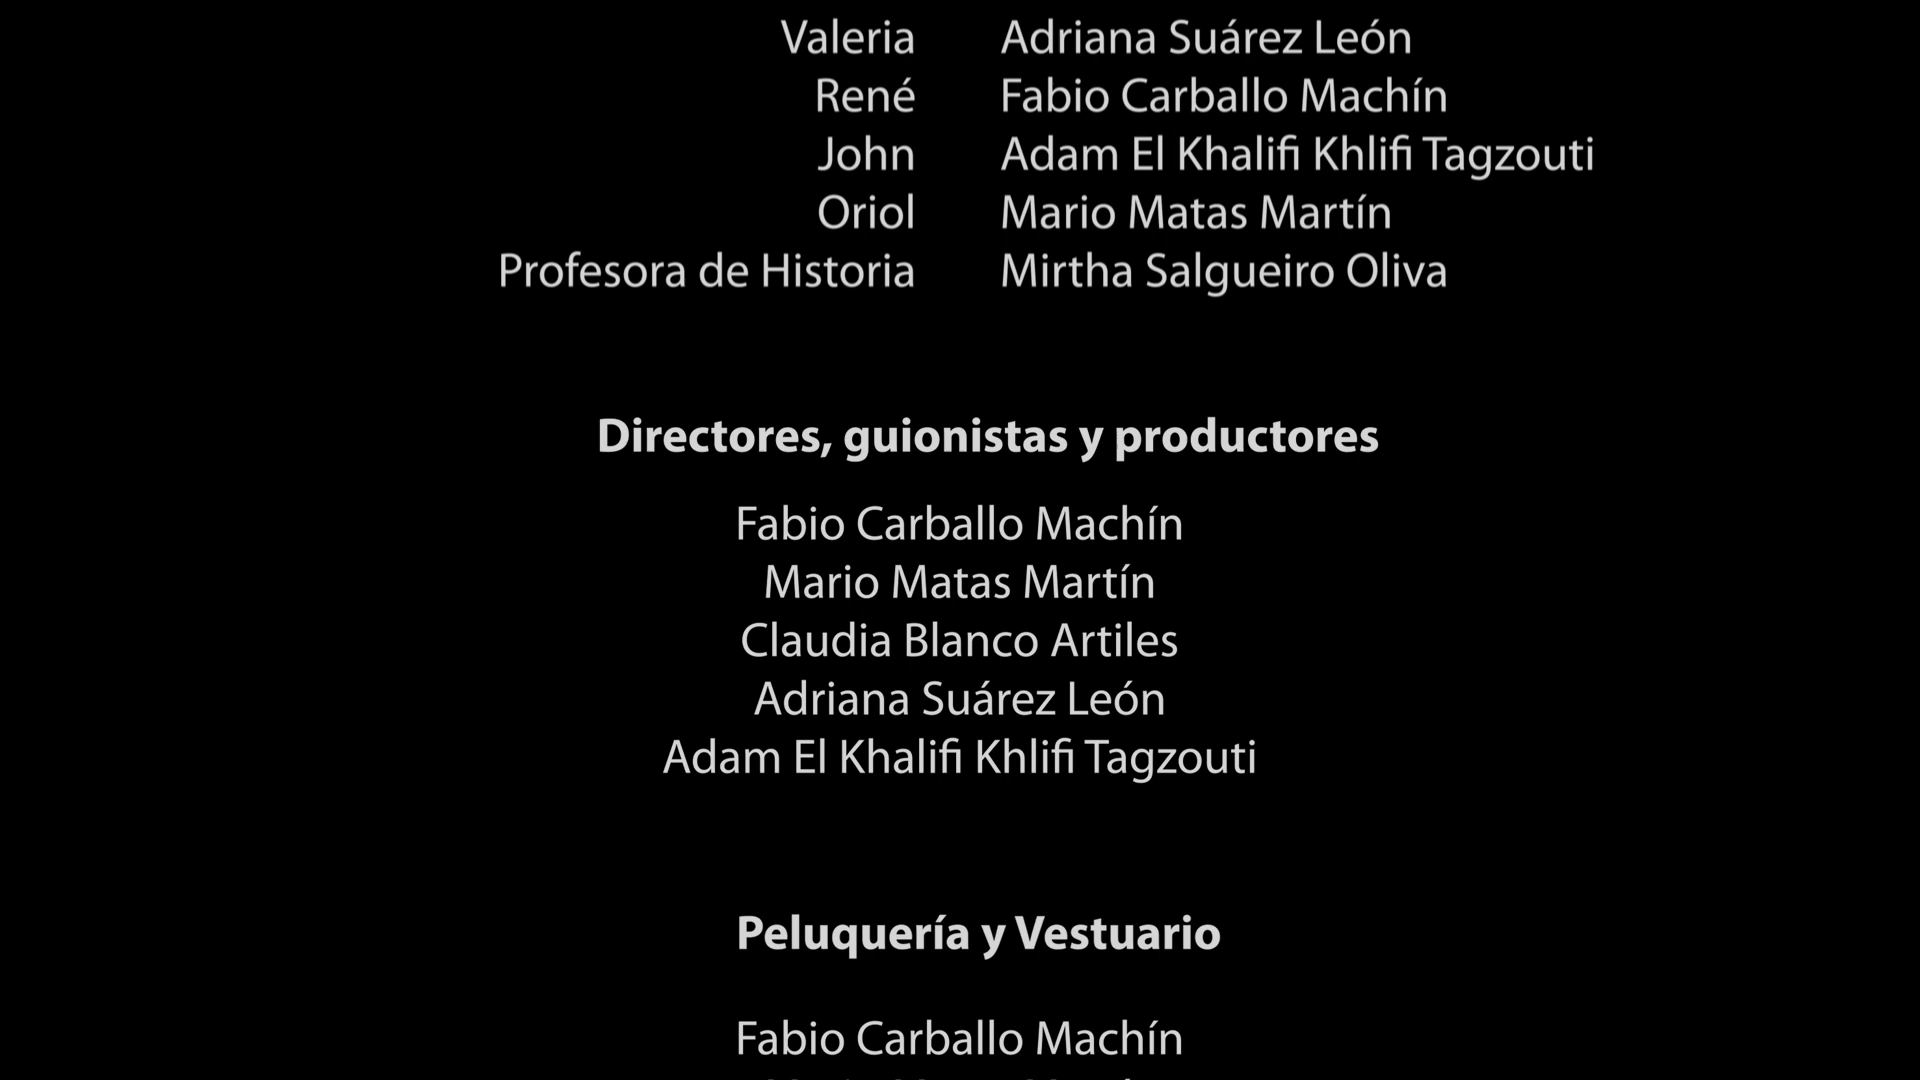 Valeria Adriana Suárez León
René Fabio Carballo Machín
John Adam El Khalifi Khlifi Tagzouti
Oriol Mario Matas Martín
Profesora de Historia Mirtha Salgueiro Oliva
Directores, guionistas y productores
Fabio Carballo Machín
Mario Matas Martín
Claudia Blanco Artiles
Adriana Suárez León
Adam El Khalifi Khlifi Tagzouti
Peluquería y Vestuario
Fabio Carballo Machín